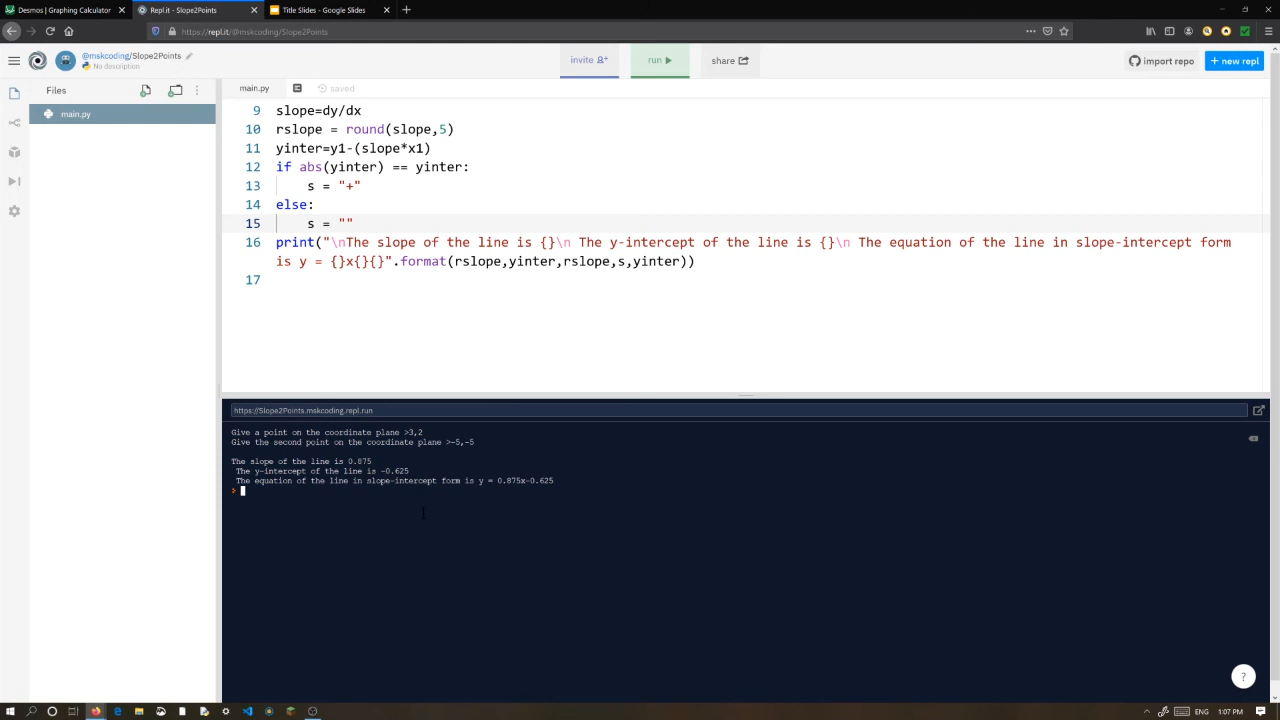 Desmos | Graphing Calculator
Repl.it - Slope2Points
Title Slides - Google Slides
https://repl.it/@mskcoding/Slope2Points
@mskcoding/Slope2Points
No description
invite
run
share
import repo
+ new repl
Files
main.py
saved
main.py
9 slope=dy/dx
10 rslope = round(slope,5)
11 yinter=y1-(slope*x1)
12 if abs(yinter) == yinter:
13 s = "+"
14 else:
15 s = ""
16 print("\nThe slope of the line is {}\n The y-intercept of the line is {}\n The equation of the line in slope-intercept form
is y = {}x{}{}".format(rslope,yinter,rslope,s,yinter))
17
https://Slope2Points.mskcoding.repl.run
Give a point on the coordinate plane >3,2
Give the second point on the coordinate plane >-5,-5
The slope of the line is 0.875
The y-intercept of the line is -0.625
The equation of the line in slope-intercept form is y = 0.875x-0.625
>
?
ENG
1:07 PM